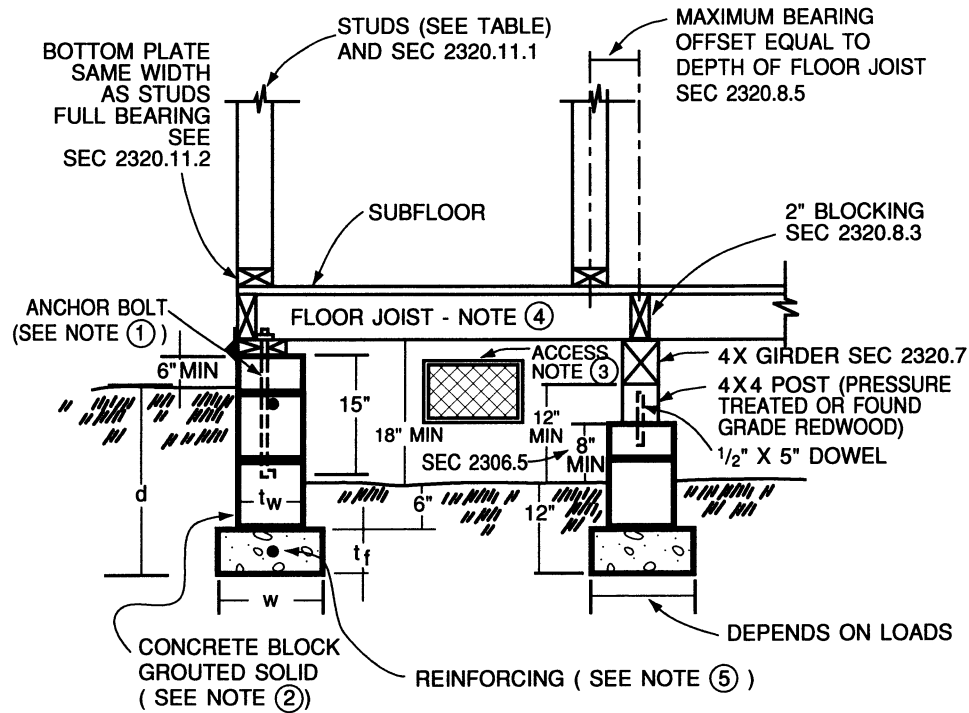 STUDS (SEE TABLE)
AND SEC 2320.11.1
MAXIMUM BEARING
OFFSET EQUAL TO
DEPTH OF FLOOR JOIST
SEC 2320.8.5
BOTTOM PLATE
SAME WIDTH
AS STUDS
FULL BEARING
SEE
SEC 2320.11.2
SUBFLOOR
2" BLOCKING
SEC 2320.8.3
ANCHOR BOLT
(SEE NOTE 1)
FLOOR JOIST - NOTE 4
6" MIN
ACCESS
NOTE 3
4X GIRDER SEC 2320.7
4X4 POST (PRESSURE
TREATED OR FOUND
GRADE REDWOOD)
1/2" X 5" DOWEL
15"
18" MIN
12"
MIN
8"
MIN
SEC 2306.5
d
tw
6"
12"
tf
w
DEPENDS ON LOADS
CONCRETE BLOCK
GROUTED SOLID
( SEE NOTE 2)
REINFORCING ( SEE NOTE 5 )